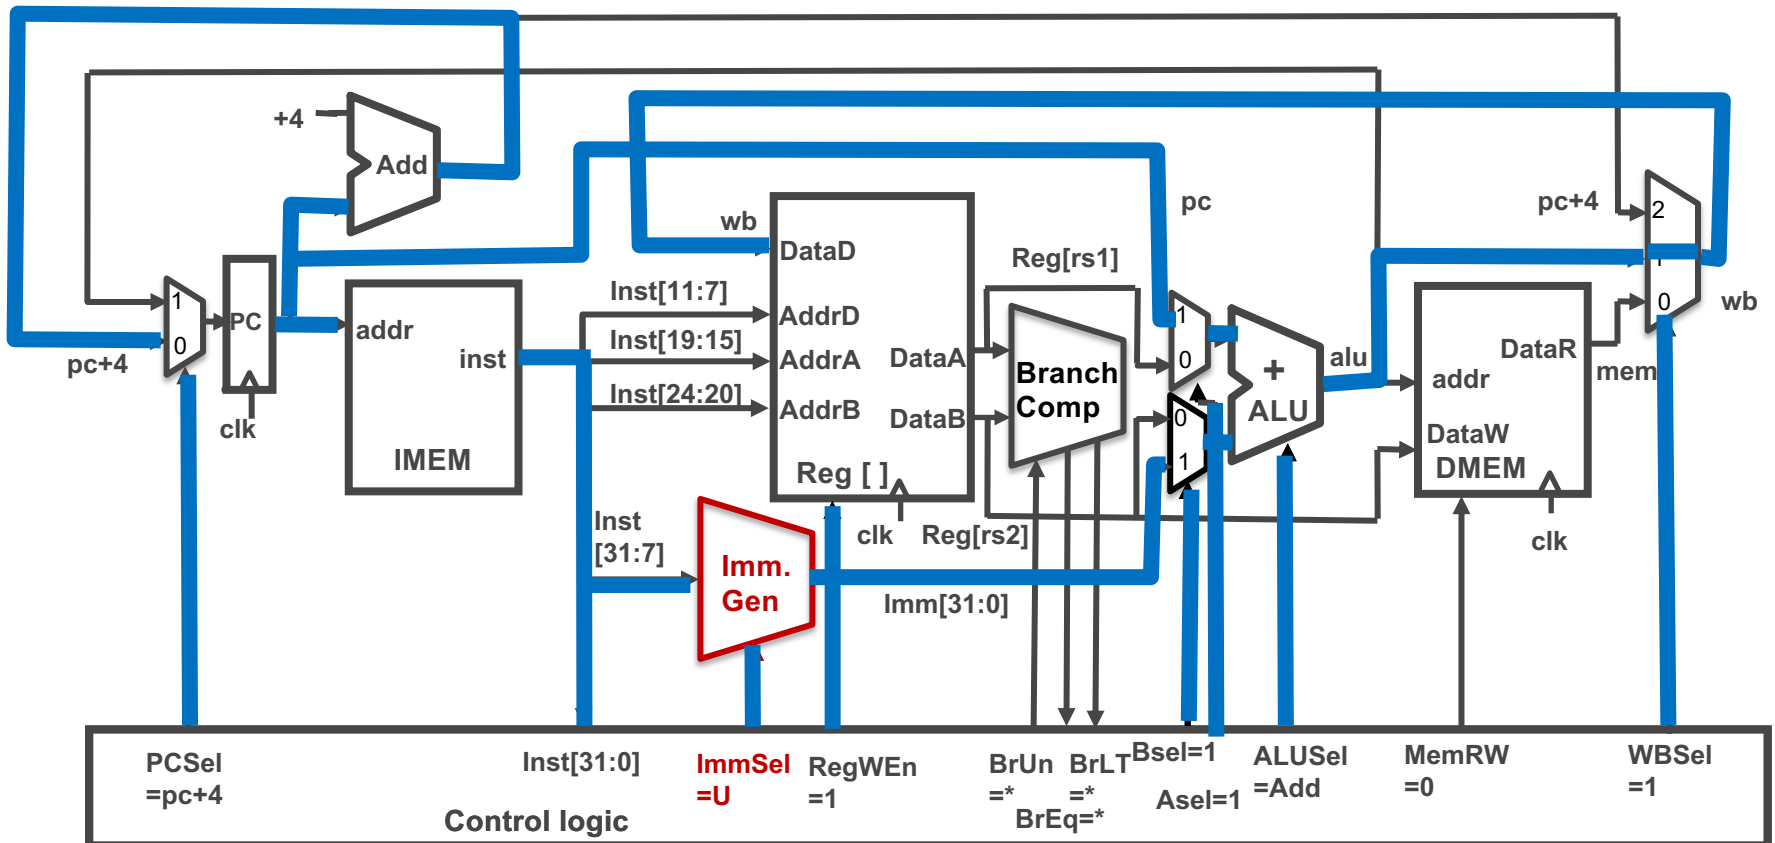 +4
Add
pc
pc+4
2
wb
DataD
Reg[rs1]
1
1
PC
addr
Inst[11:7]
AddrD
1
0
wb
0
pc+4
inst
Inst[19:15]
AddrA
DataA
Branch
Comp
0
+
ALU
alu
DataR
mem
addr
clk
Inst[24:20]
AddrB
DataB
0
1
DataW
DMEM
IMEM
Reg [ ]
clk
Reg[rs2]
clk
Inst
[31:7]
Imm.
Gen
Imm[31:0]
PCSel
=pc+4
Inst[31:0]
ImmSel
=U
RegWEn
=1
BrUn
=*
BrLT
=*
BrEq=*
Bsel=1
Asel=1
ALUSel
=Add
MemRW
=0
WBSel
=1
Control logic